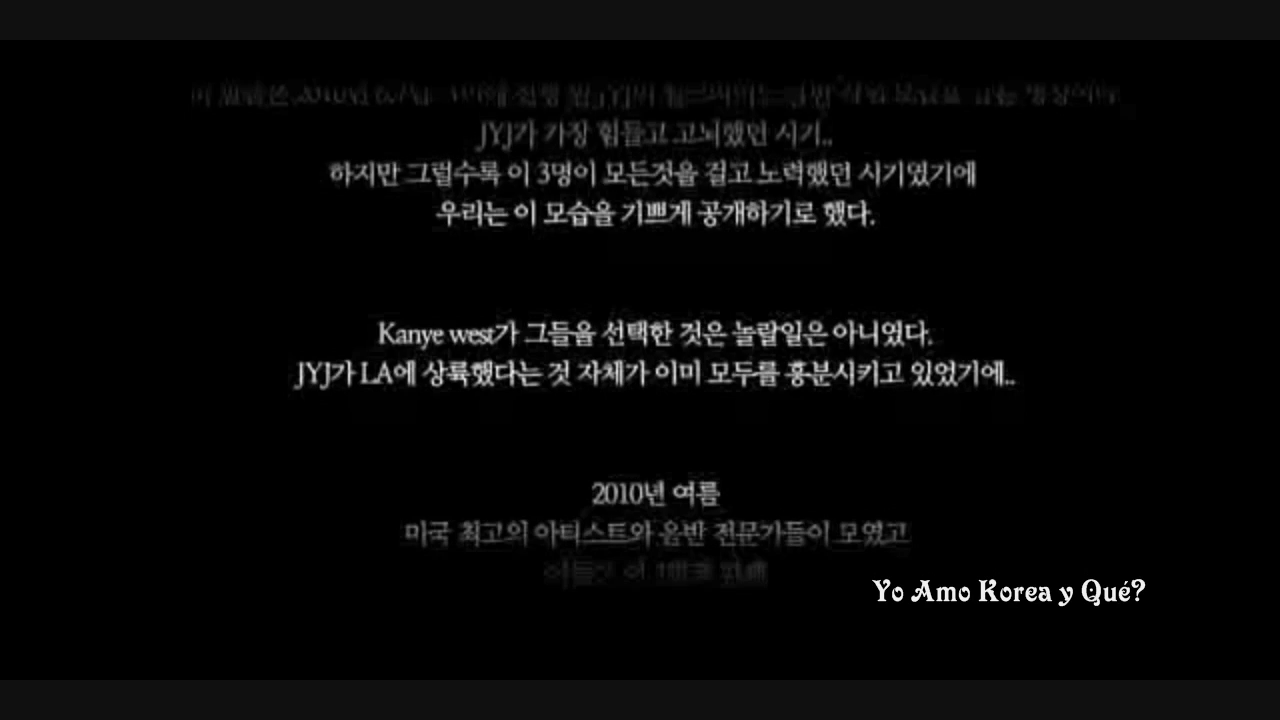 JYJ가 가장 힘들고 고뇌했던 시기..
하지만 그럴수록 이 3명이 모든것을 걸고 노력했던 시기였기에
우리는 이 모습을 기쁘게 공개하기로 했다.
Kanye west가 그들을 선택한 것은 놀랄일은 아니였다.
JYJ가 LA에 상륙했다는 것 자체가 이미 모두를 흥분시키고 있었기에..
2010년 여름
미국 최고의 아티스트와 음반 전문가들이 모였고
Yo Amo Korea y Qué?